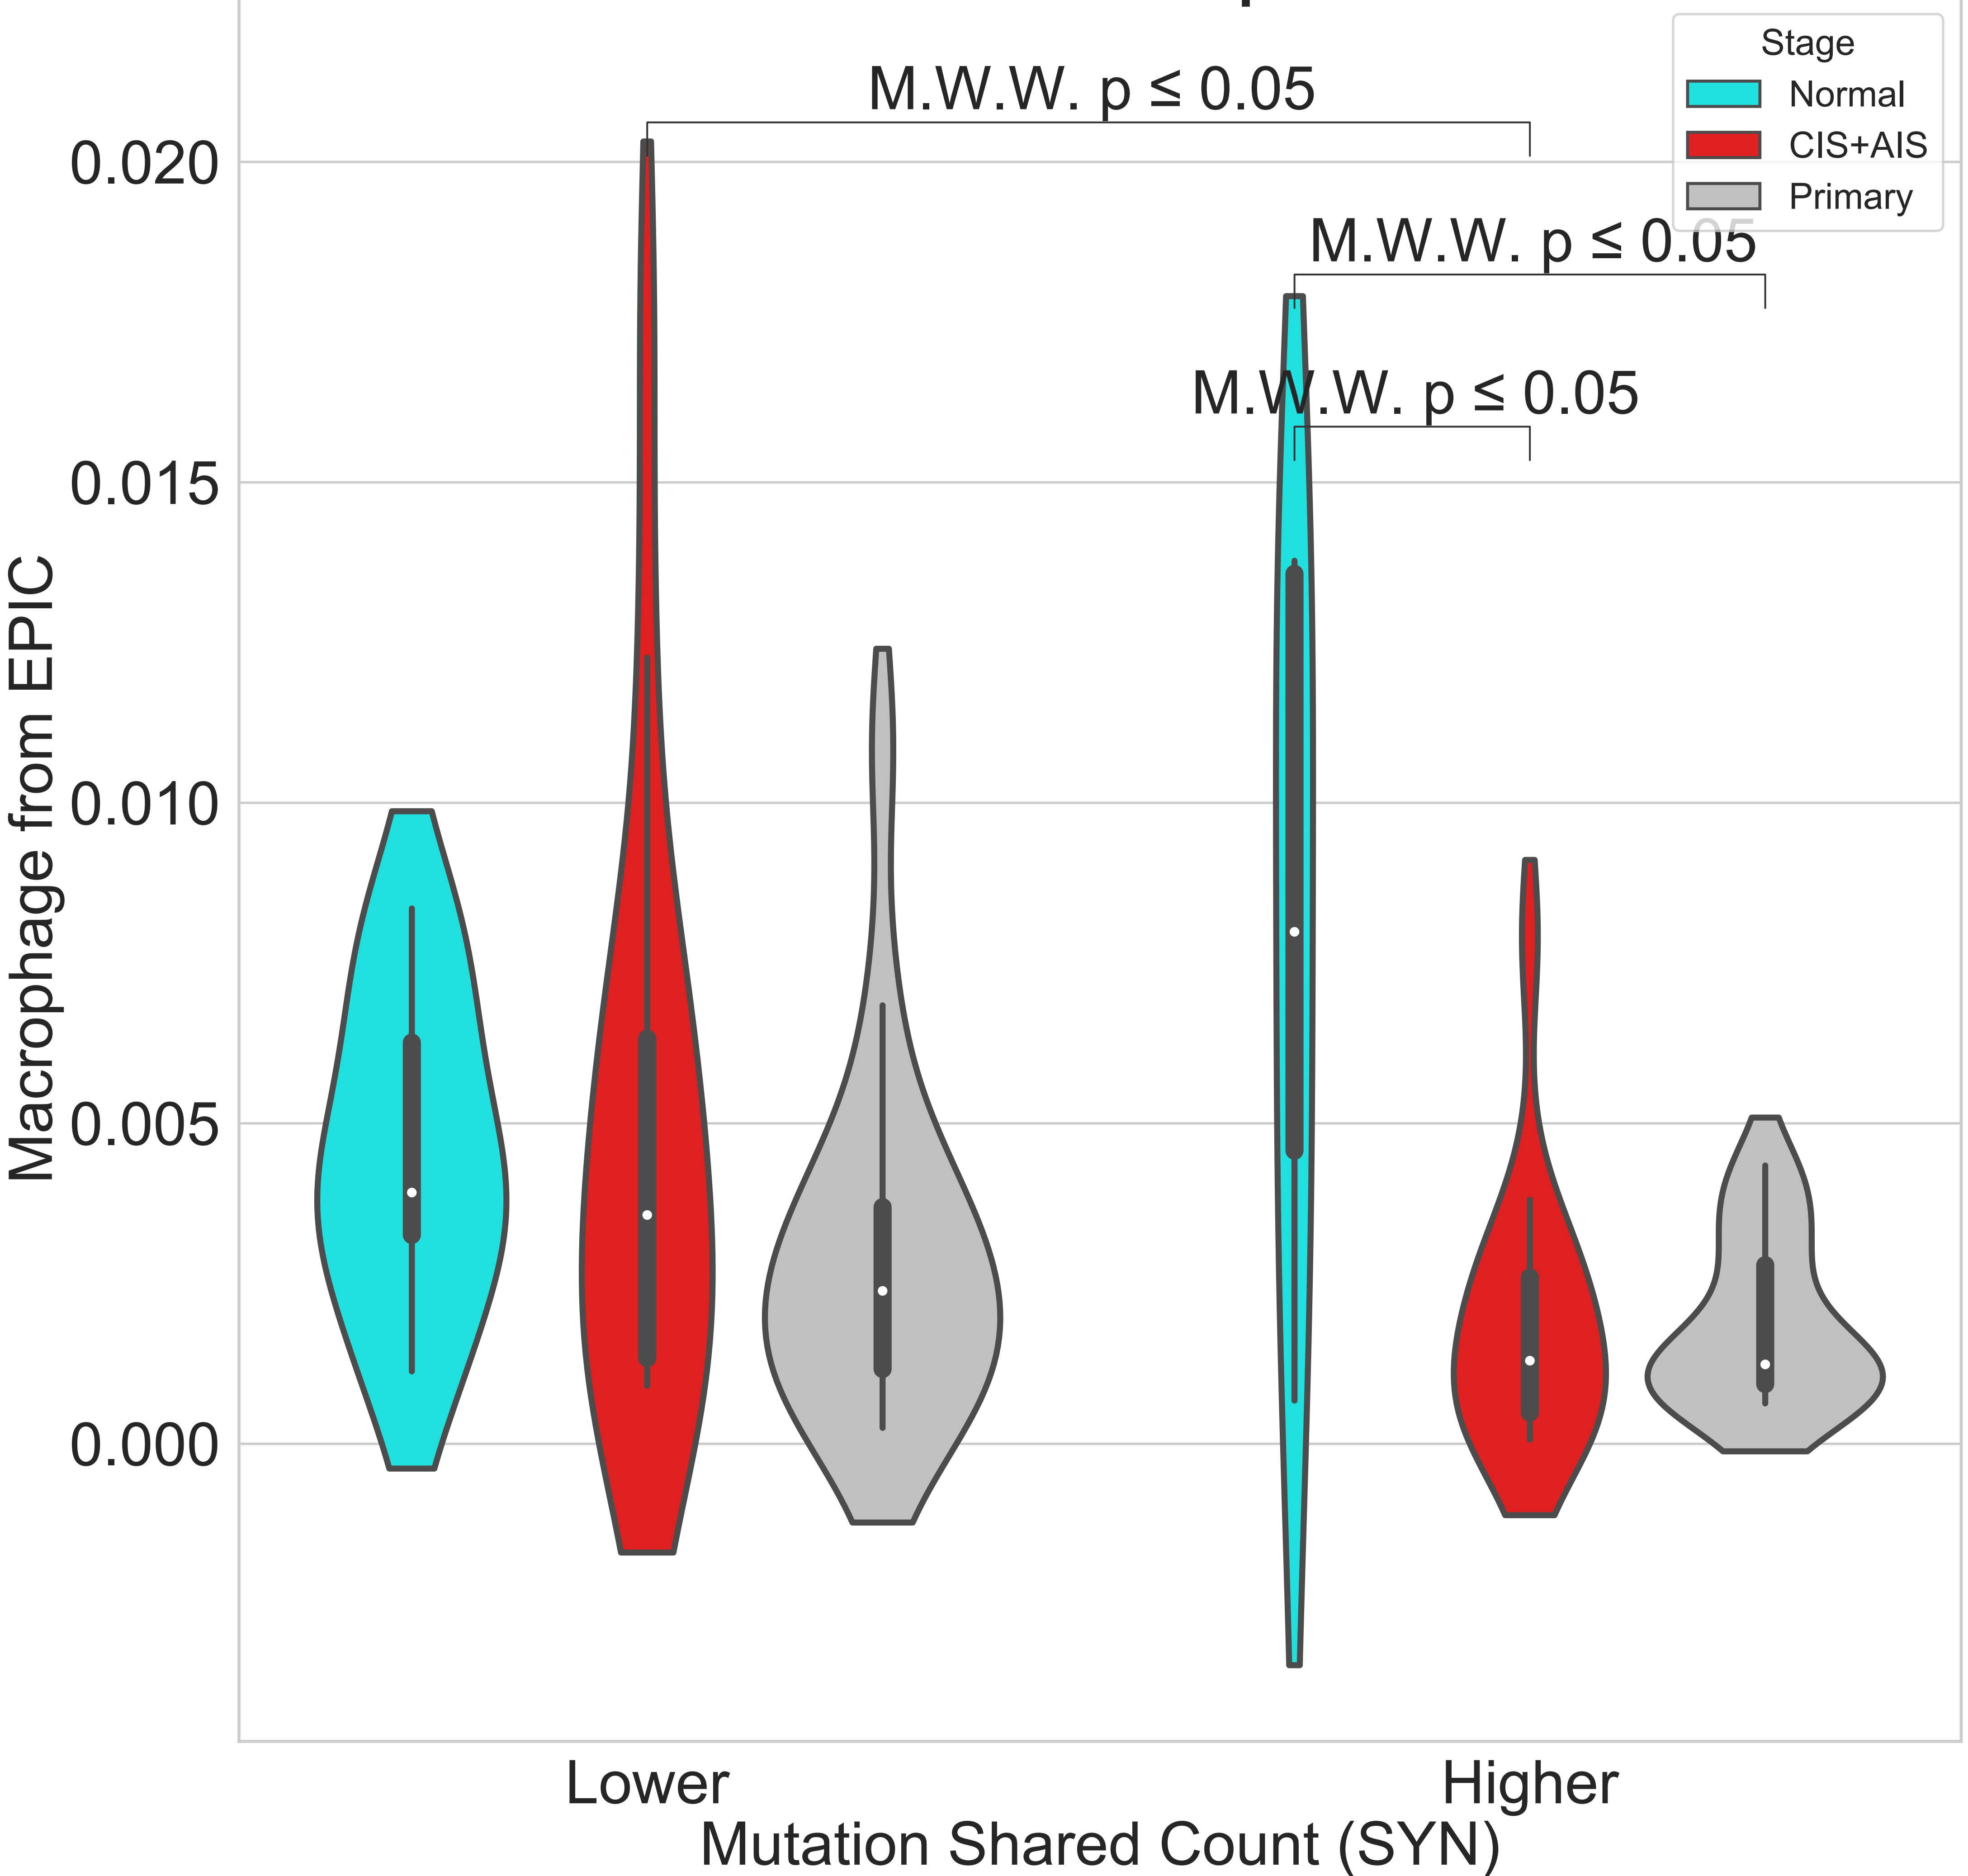 Stage
Normal
CIS+AIS
Primary
M.W.W. p ≤ 0.05
M.W.W. p ≤ 0.05
M.W.W. p ≤ 0.05
0.020
0.015
0.010
0.005
0.000
Macrophage from EPIC
Lower
Higher
Mutation Shared Count (SYN)